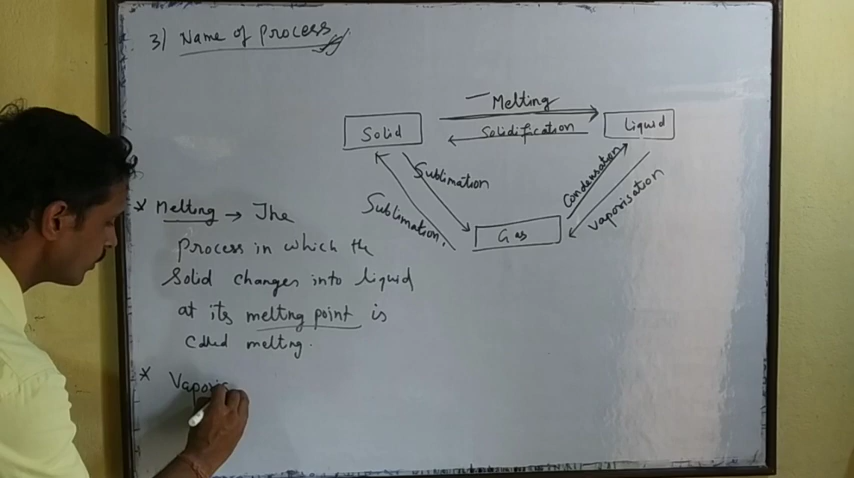 3) Name of process
Melting
Solid
Solidification
Liquid
Sublimation
Sublimation.
Condensation
vaporisation
Gas
* Melting → The
process in which the
Solid changes into liquid
at its melting point is
called melting.
* Vaporis